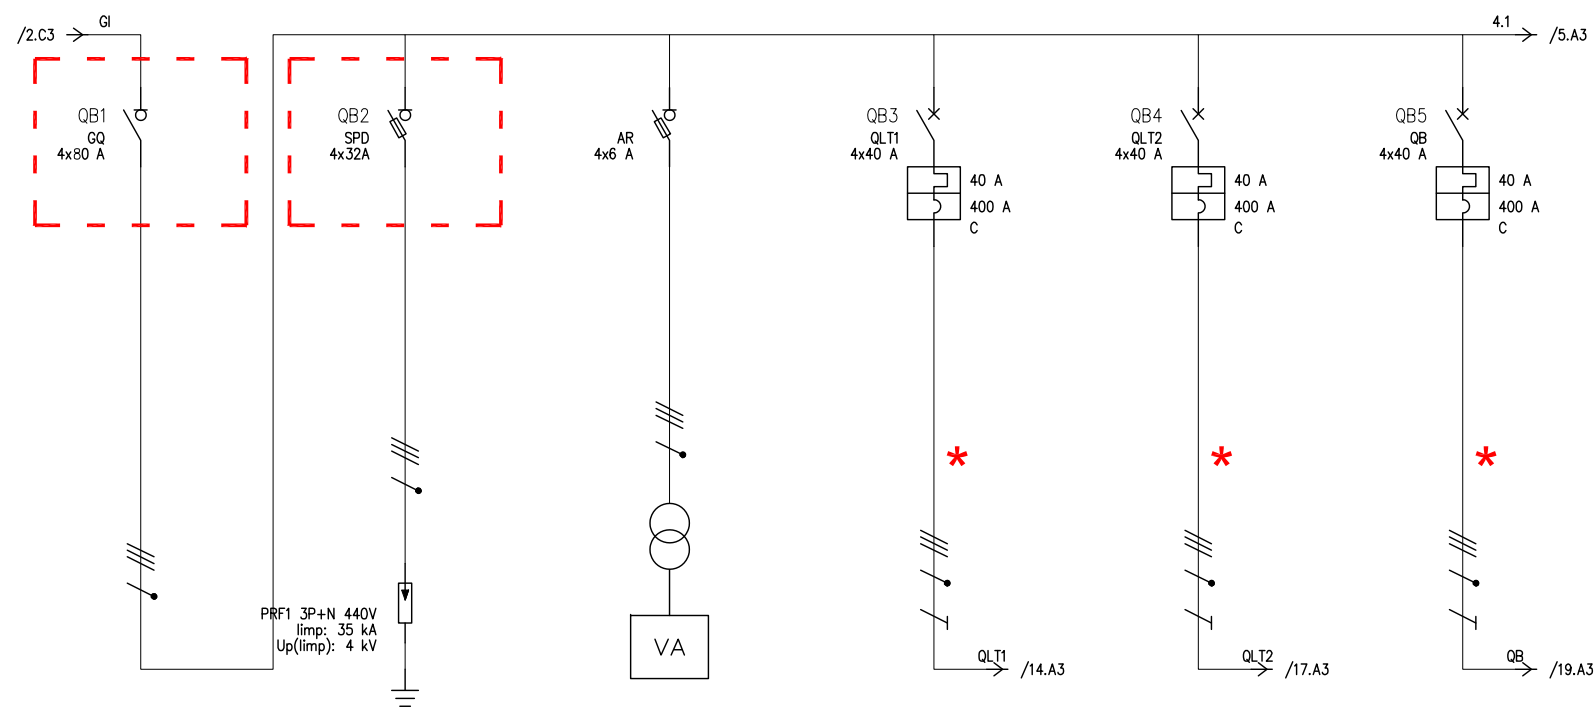 GI
/2.C3
4.1
/5.A3
QB1
GQ
4x80 A
QB2
SPD
4x32A
AR
4x6 A
QB3
QLT1
4x40 A
40 A
400 A
C
QB4
QLT2
4x40 A
40 A
400 A
C
QB5
QB
4x40 A
40 A
400 A
C
*
*
*
PRF1 3P+N 440V
Iimp: 35 kA
Up(Iimp): 4 kV
VA
QLT1
/14.A3
QLT2
/17.A3
QB
/19.A3